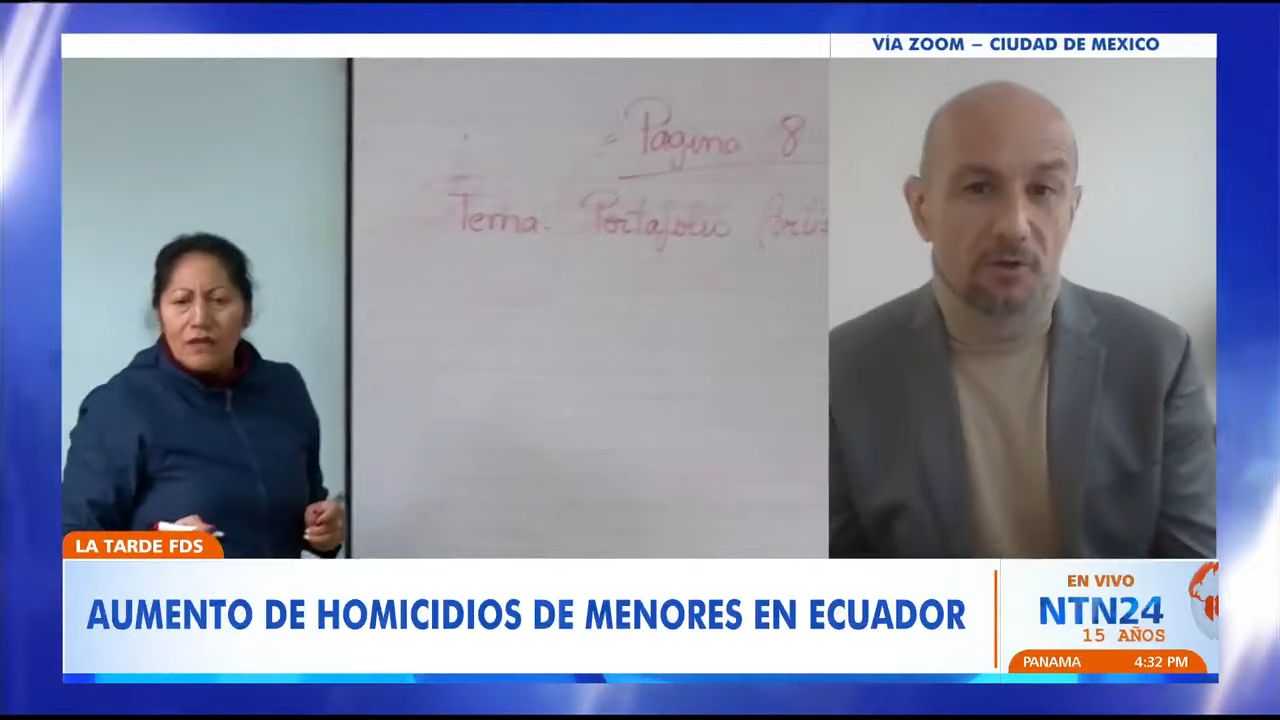 VÍA ZOOM – CIUDAD DE MEXICO
= Página 8
Tema. Portafolio
LA TARDE FDS
AUMENTO DE HOMICIDIOS DE MENORES EN ECUADOR
EN VIVO
NTN24
15 AÑOS
PANAMA 4:32 PM